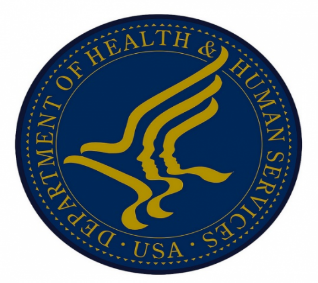 DEPARTMENT OF HEALTH & HUMAN SERVICES · USA ·